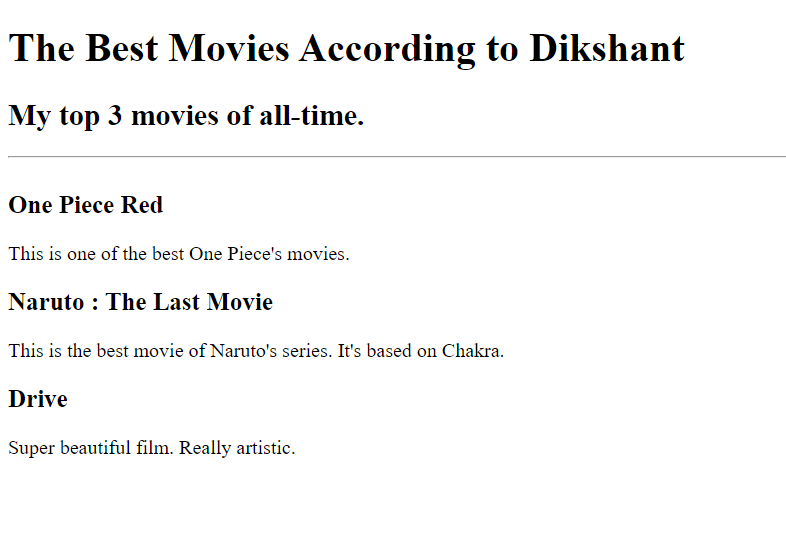 The Best Movies According to Dikshant
My top 3 movies of all-time.
One Piece Red
This is one of the best One Piece's movies.
Naruto : The Last Movie
This is the best movie of Naruto's series. It's based on Chakra.
Drive
Super beautiful film. Really artistic.